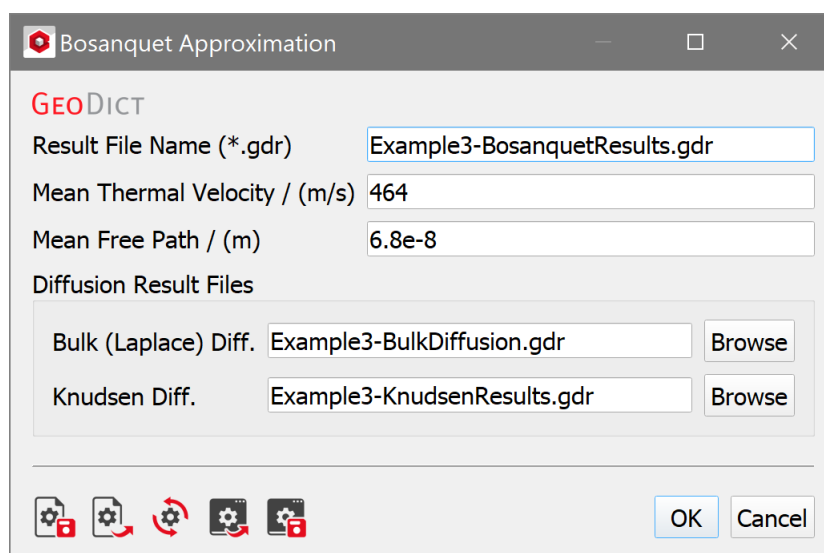 Bosanquet Approximation
GEODICT
Result File Name (*.gdr) Example3-BosanquetResults.gdr
Mean Thermal Velocity / (m/s) 464
Mean Free Path / (m) 6.8e-8
Diffusion Result Files
Bulk (Laplace) Diff. Example3-BulkDiffusion.gdr Browse
Knudsen Diff. Example3-KnudsenResults.gdr Browse
OK Cancel